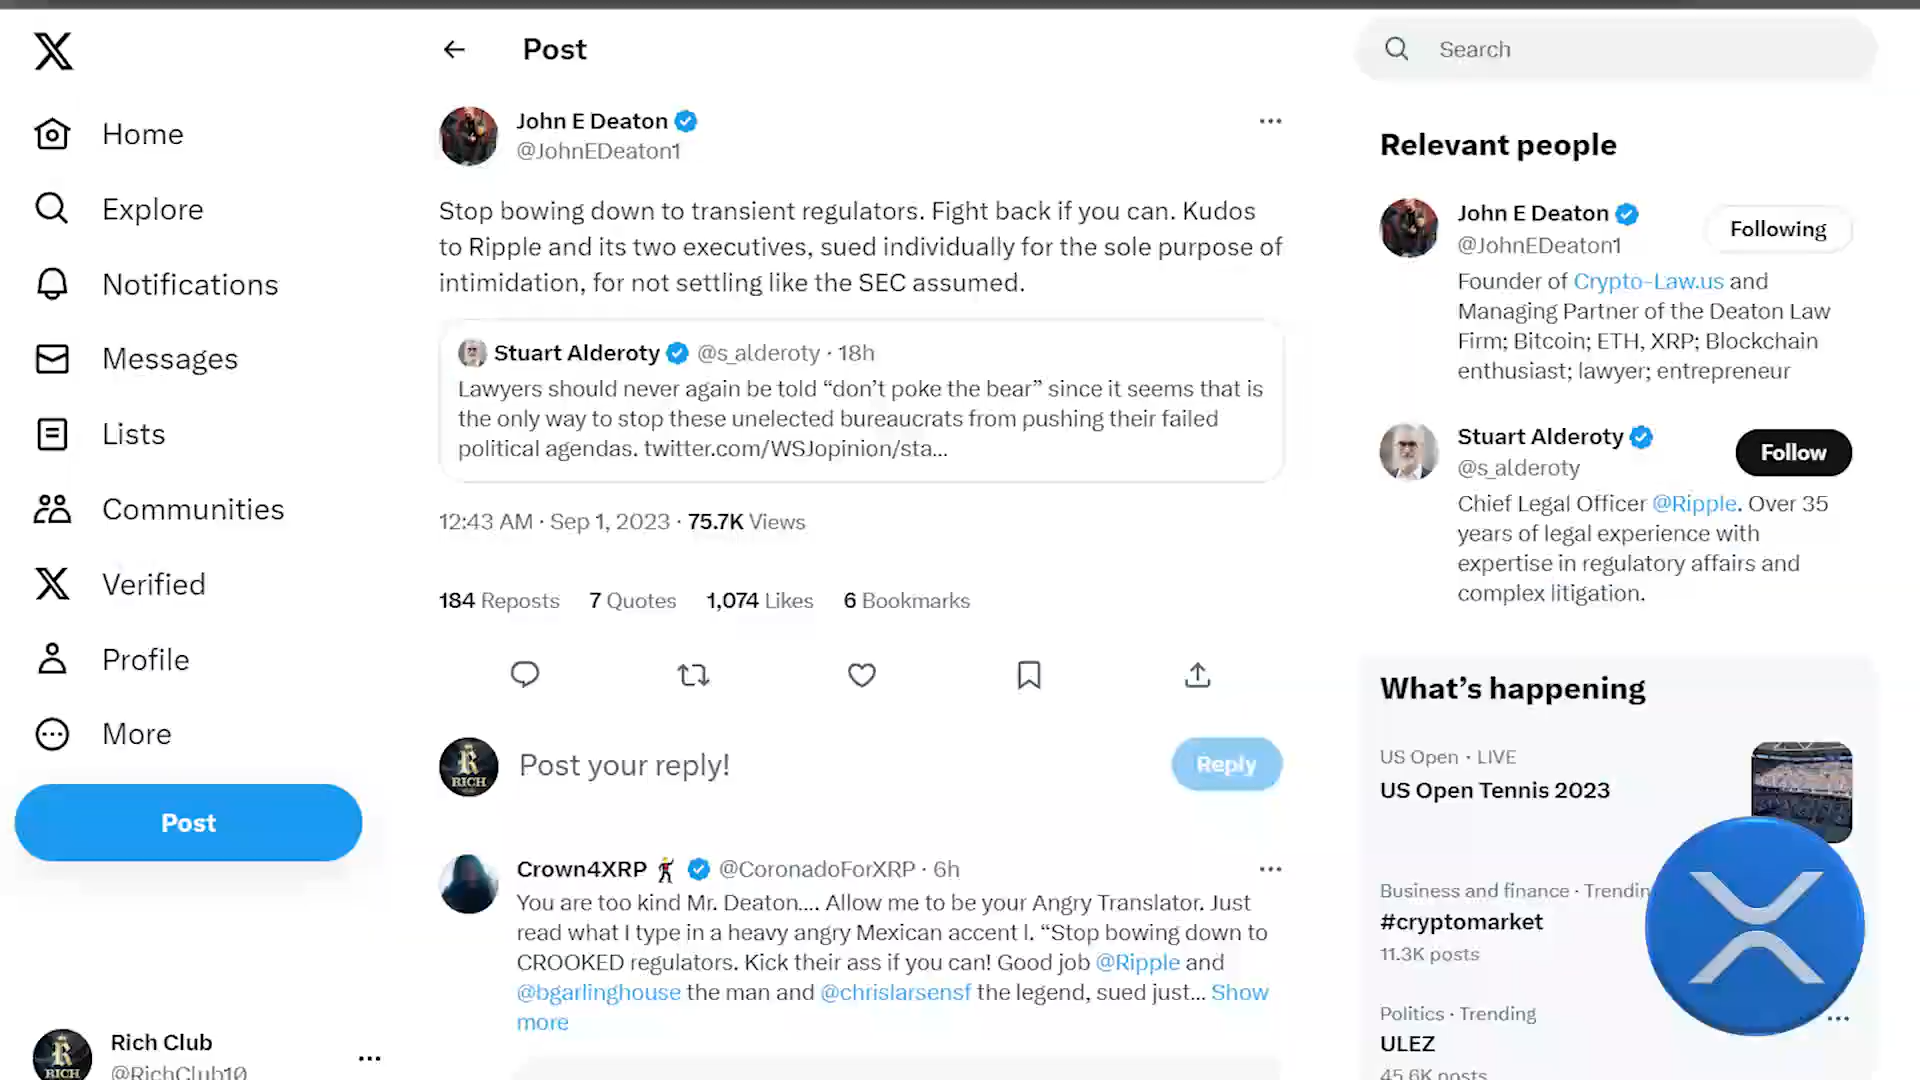 Home
Explore
Notifications
Messages
Lists
Communities
Verified
Profile
More
Post
Rich Club
@RichClub10
Post
John E Deaton
@JohnEDeaton1
Stop bowing down to transient regulators. Fight back if you can. Kudos
to Ripple and its two executives, sued individually for the sole purpose of
intimidation, for not settling like the SEC assumed.
Stuart Alderoty @s_alderoty · 18h
Lawyers should never again be told “don’t poke the bear” since it seems that is
the only way to stop these unelected bureaucrats from pushing their failed
political agendas. twitter.com/WSJopinion/sta...
12:43 AM · Sep 1, 2023 · 75.7K Views
184 Reposts 7 Quotes 1,074 Likes 6 Bookmarks
RICH
Post your reply!
Reply
Crown4XRP @CoronadoForXRP · 6h
You are too kind Mr. Deaton.... Allow me to be your Angry Translator. Just
read what I type in a heavy angry Mexican accent I. “Stop bowing down to
CROOKED regulators. Kick their ass if you can! Good job @Ripple and
@bgarlinghouse the man and @chrislarsensf the legend, sued just... Show
more
Search
Relevant people
John E Deaton
@JohnEDeaton1
Following
Founder of Crypto-Law.us and
Managing Partner of the Deaton Law
Firm; Bitcoin; ETH, XRP; Blockchain
enthusiast; lawyer; entrepreneur
Stuart Alderoty
@s_alderoty
Follow
Chief Legal Officer @Ripple. Over 35
years of legal experience with
expertise in regulatory affairs and
complex litigation.
What’s happening
US Open · LIVE
US Open Tennis 2023
Business and finance · Trendin
#cryptomarket
11.3K posts
Politics · Trending
ULEZ
45.6K posts
RICH